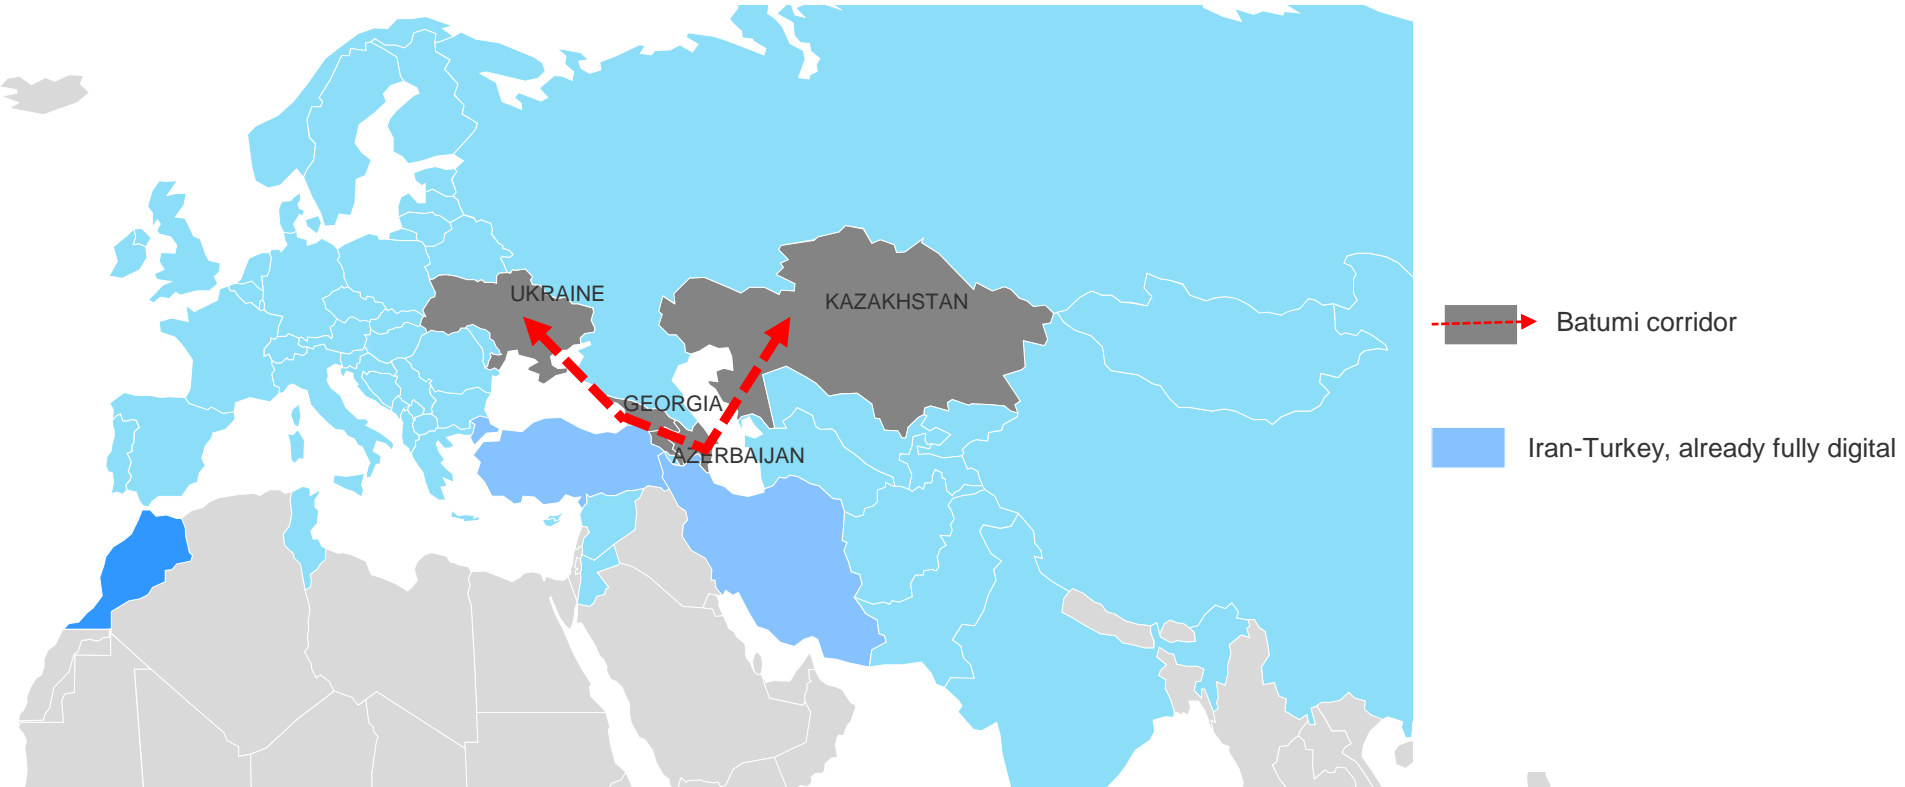 UKRAINE
KAZAKHSTAN
GEORGIA
AZERBAIJAN
Batumi corridor
Iran-Turkey, already fully digital